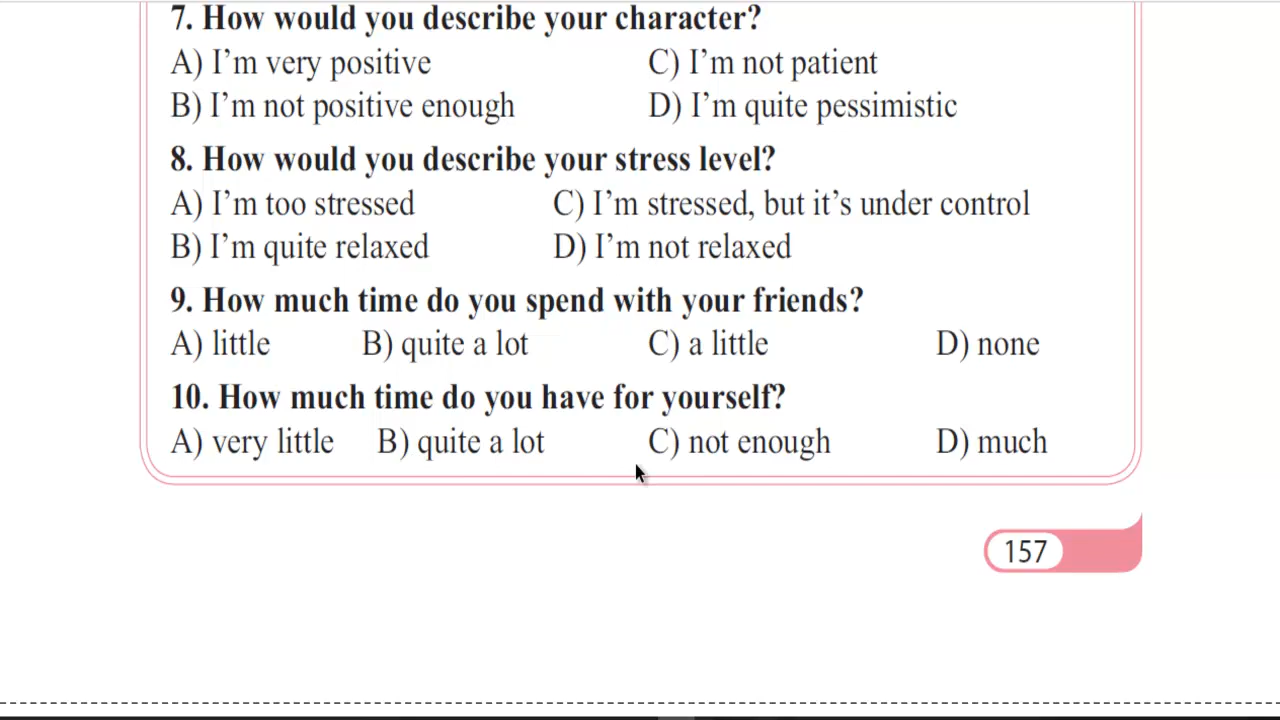 7. How would you describe your character?
A) I'm very positive C) I'm not patient
B) I'm not positive enough D) I'm quite pessimistic
8. How would you describe your stress level?
A) I'm too stressed C) I'm stressed, but it's under control
B) I'm quite relaxed D) I'm not relaxed
9. How much time do you spend with your friends?
A) little B) quite a lot C) a little D) none
10. How much time do you have for yourself?
A) very little B) quite a lot C) not enough D) much
157